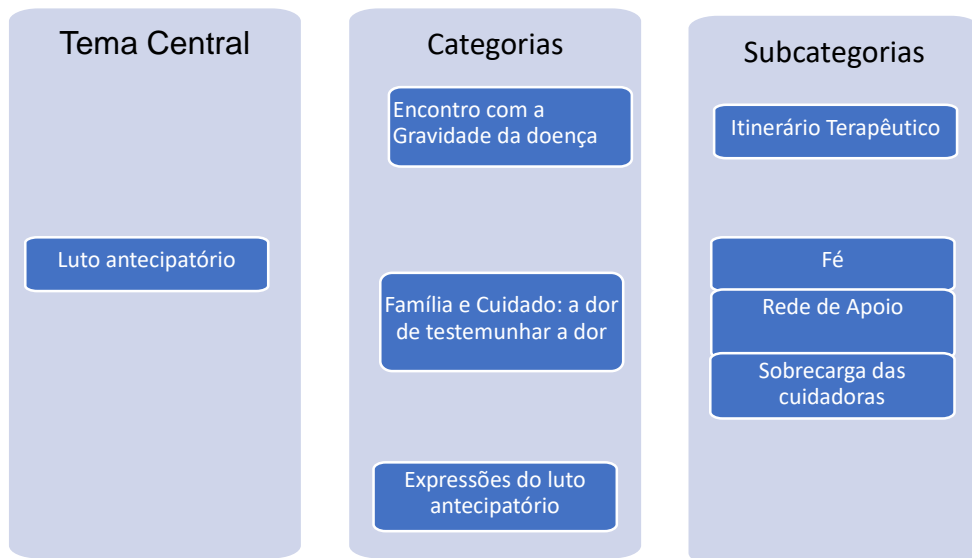 Tema Central
Luto antecipatório
Categorias
Encontro com a
Gravidade da doença
Família e Cuidado: a dor
de testemunhar a dor
Expressões do luto
antecipatório
Subcategorias
Itinerário Terapêutico
Fé
Rede de Apoio
Sobrecarga das
cuidadoras